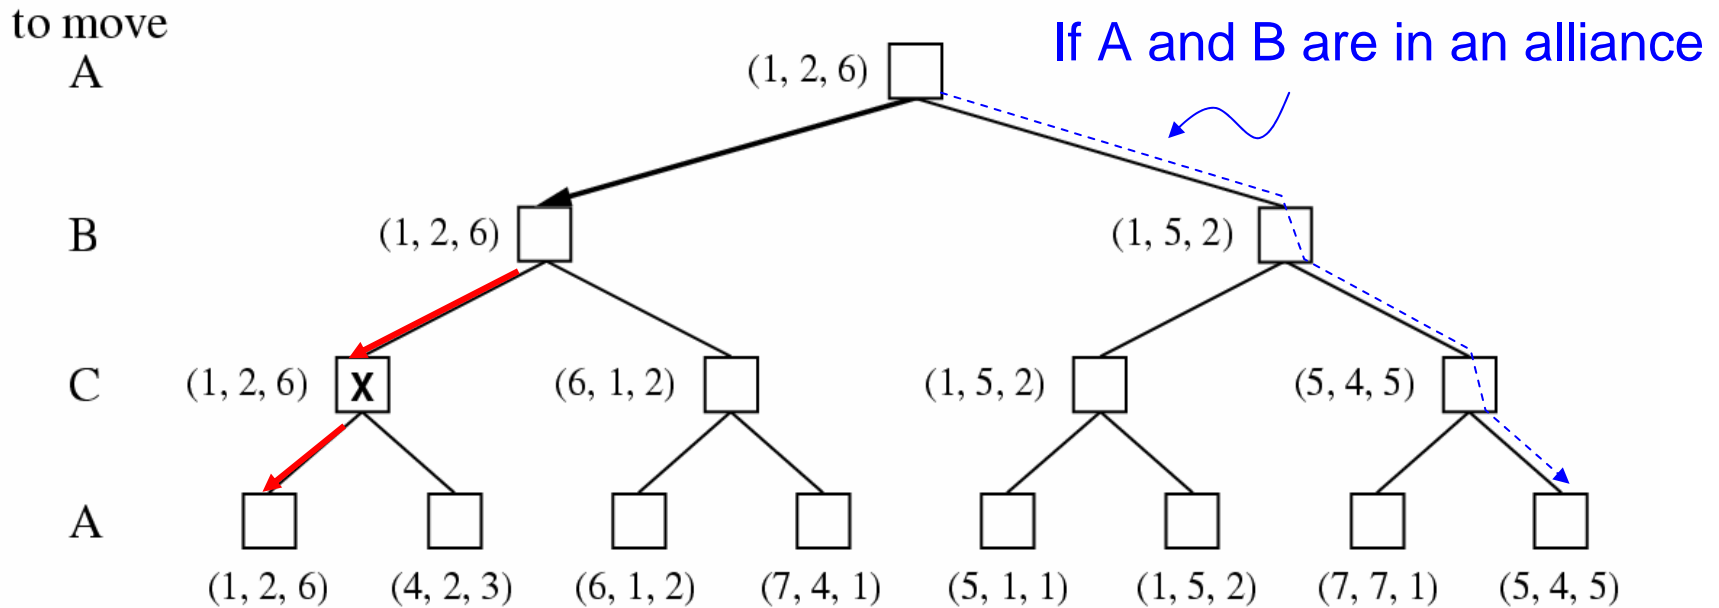 to move
If A and B are in an alliance
A
(1, 2, 6)
B
(1, 2, 6)
(1, 5, 2)
C
(1, 2, 6)
X
(6, 1, 2)
(1, 5, 2)
(5, 4, 5)
A
(1, 2, 6)
(4, 2, 3)
(6, 1, 2)
(7, 4, 1)
(5, 1, 1)
(1, 5, 2)
(7, 7, 1)
(5, 4, 5)